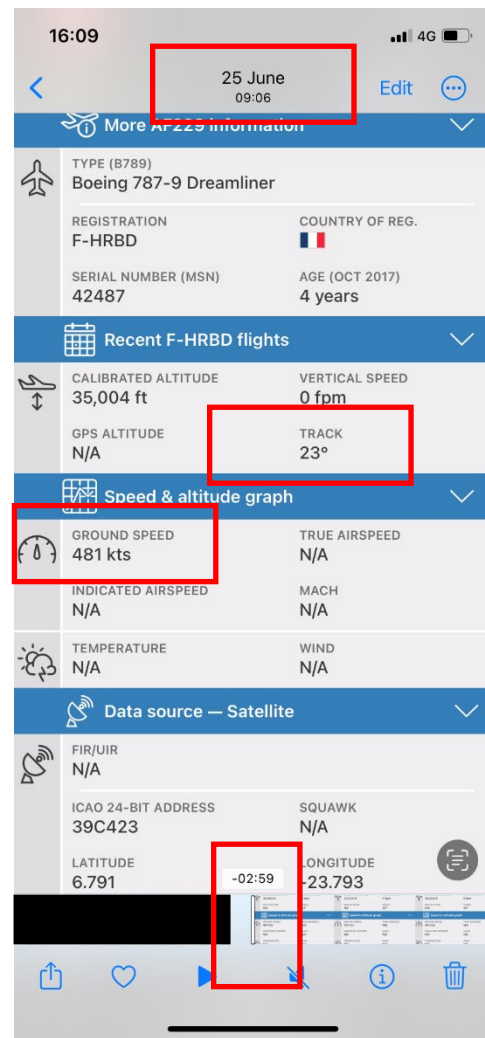 16:09 4G
25 June Edit
09:06
More AF229 information
TYPE (B789)
Boeing 787-9 Dreamliner
REGISTRATION COUNTRY OF REG.
F-HRBD
SERIAL NUMBER (MSN) AGE (OCT 2017)
42487 4 years
Recent F-HRBD flights
CALIBRATED ALTITUDE VERTICAL SPEED
35,004 ft 0 fpm
GPS ALTITUDE TRACK
N/A 23°
Speed & altitude graph
GROUND SPEED TRUE AIRSPEED
481 kts N/A
INDICATED AIRSPEED MACH
N/A N/A
TEMPERATURE WIND
N/A N/A
Data source — Satellite
FIR/UIR
N/A
ICAO 24-BIT ADDRESS SQUAWK
39C423 N/A
LATITUDE LONGITUDE
6.791 -23.793
-02:59